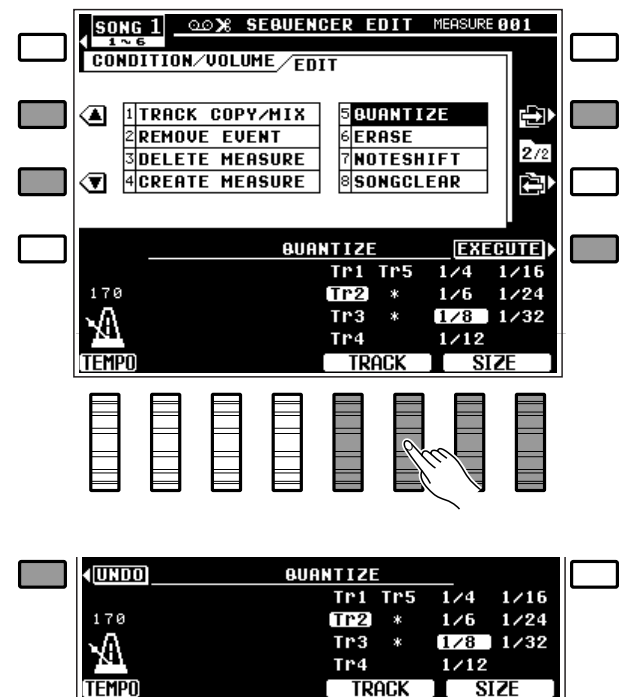 SONG 1 SEQUENCER EDIT MEASURE 001
1~6
CONDITION/VOLUME EDIT
1 TRACK COPY/MIX 5 QUANTIZE
2 REMOVE EVENT 6 ERASE
3 DELETE MEASURE 7 NOTESHIFT
2/2
4 CREATE MEASURE 8 SONGCLEAR
QUANTIZE EXECUTE
Tr1 Tr5 1/4 1/16
170 Tr2 * 1/6 1/24
Tr3 * 1/8 1/32
Tr4 1/12
TEMPO TRACK SIZE
UNDO QUANTIZE
Tr1 Tr5 1/4 1/16
170 Tr2 * 1/6 1/24
Tr3 * 1/8 1/32
Tr4 1/12
TEMPO TRACK SIZE